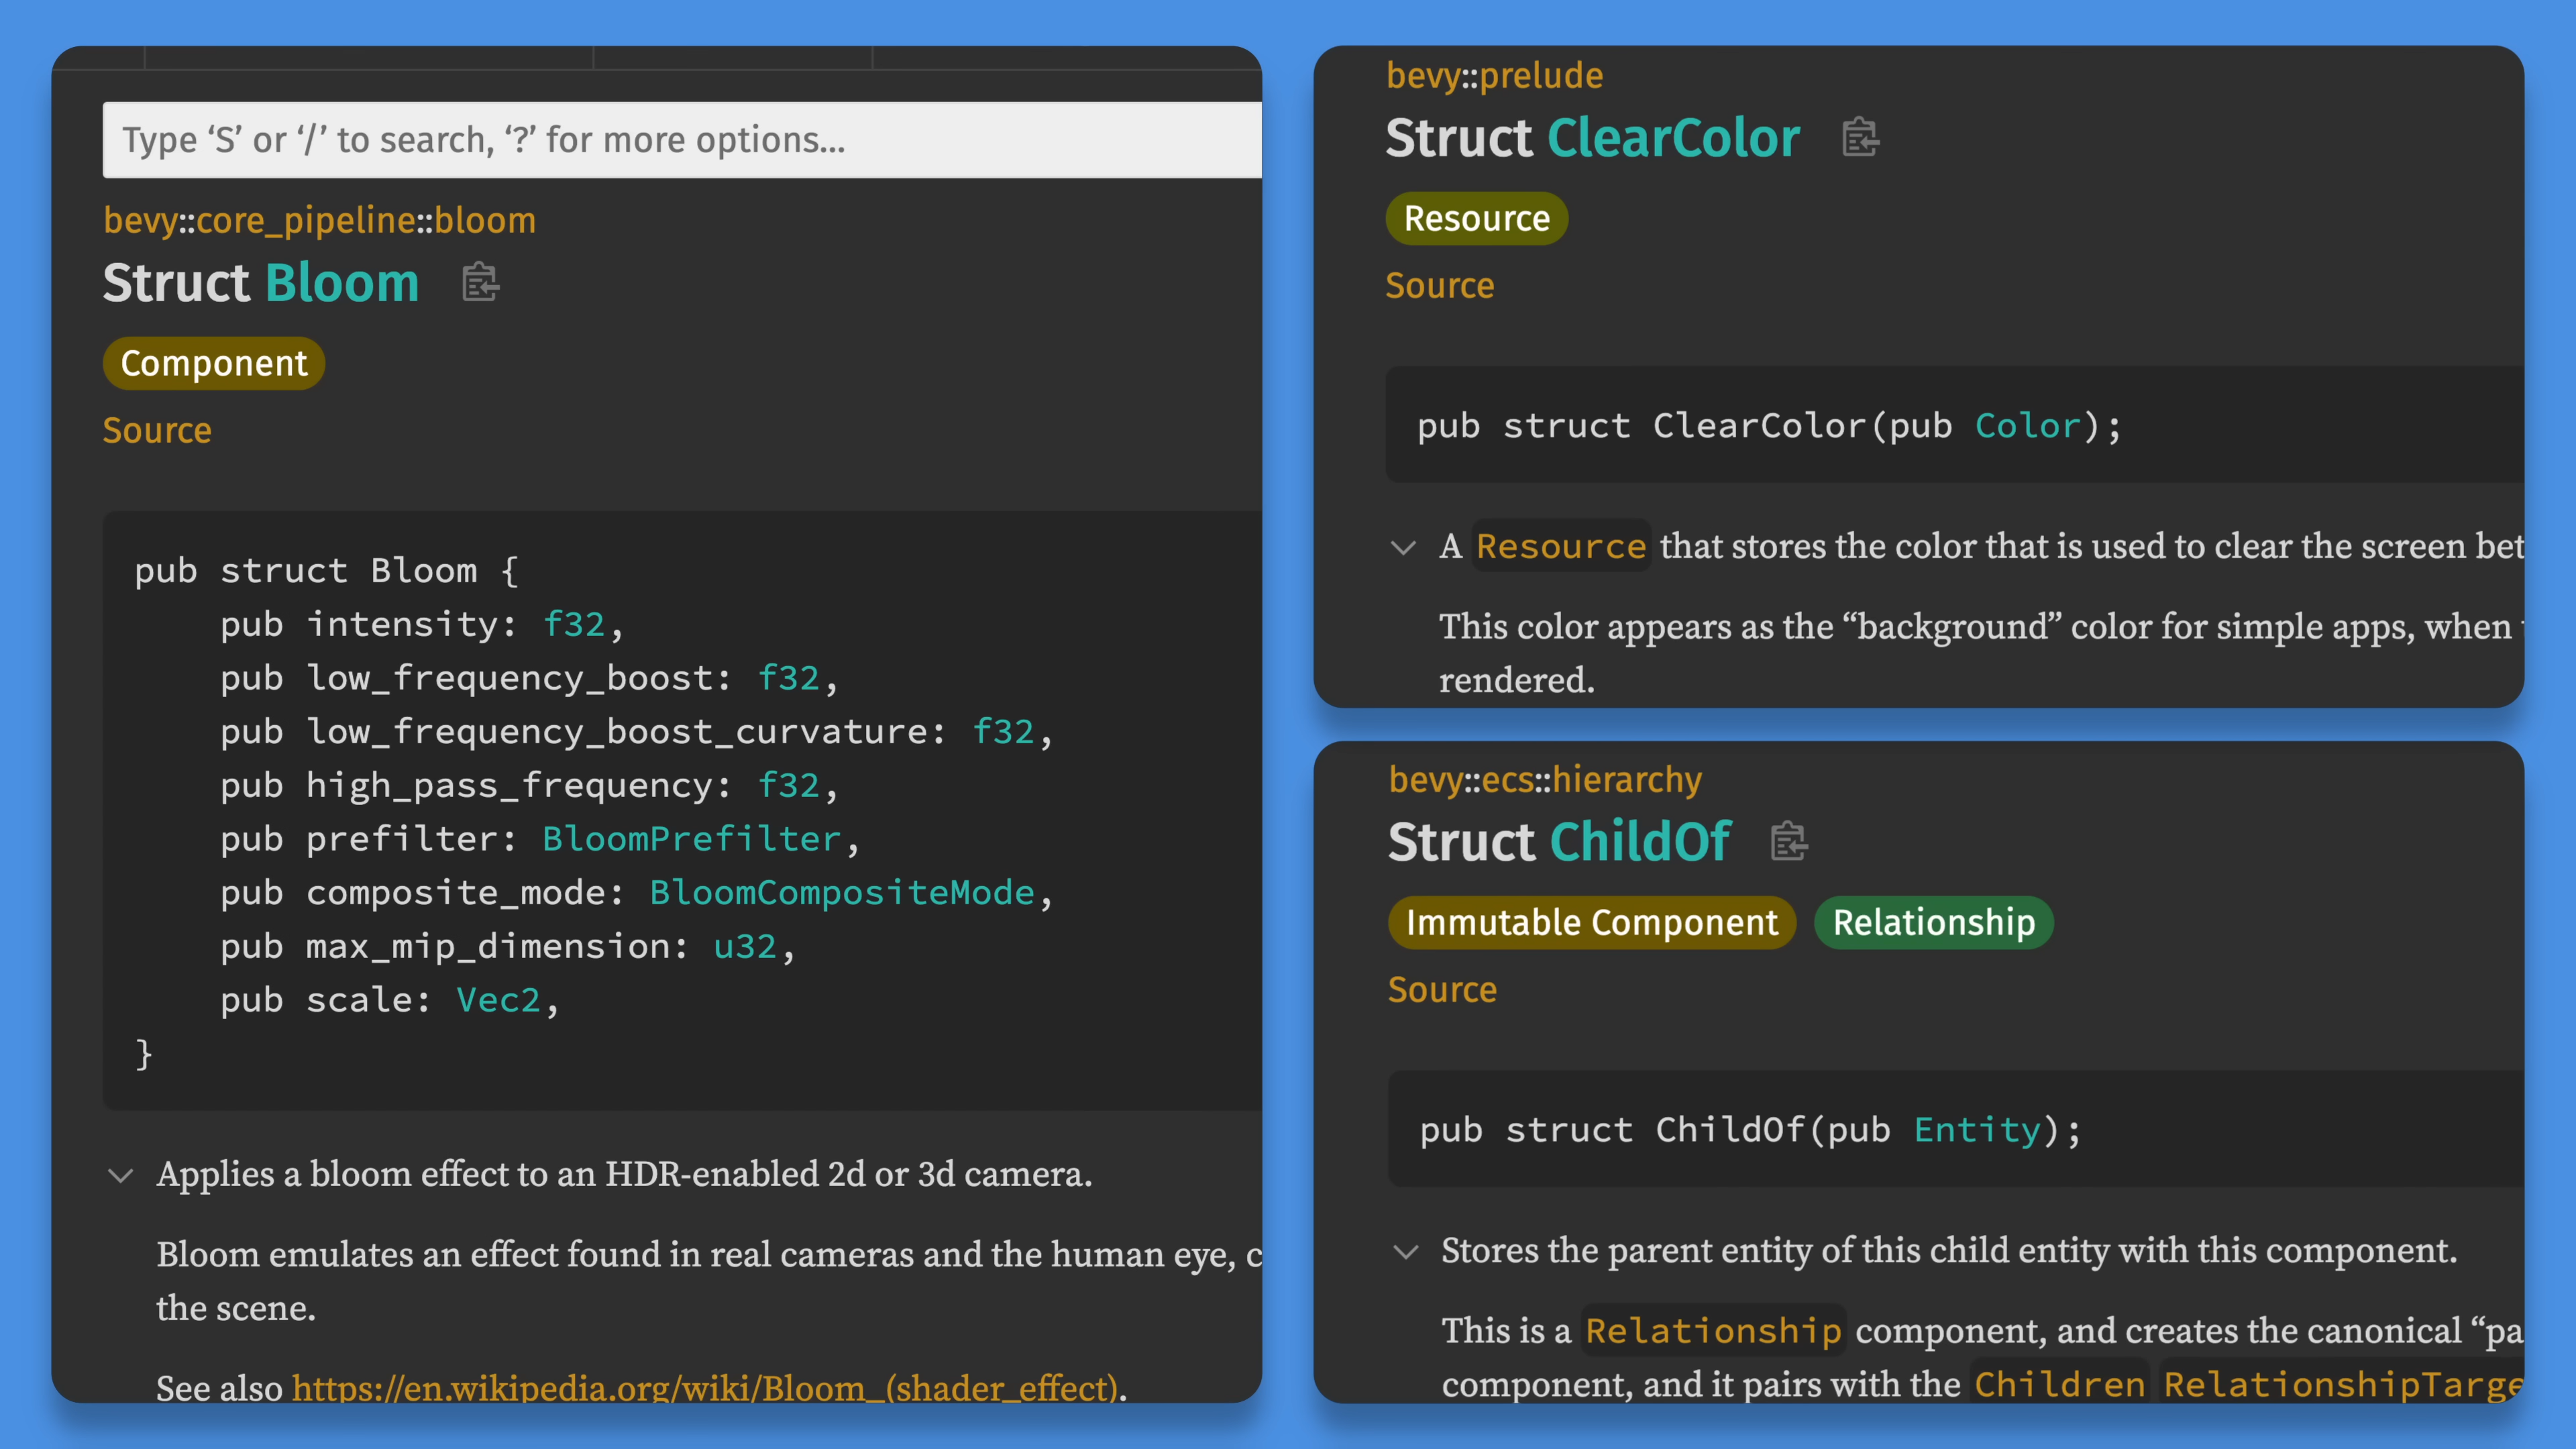 Type ‘S’ or ‘/’ to search, ‘?’ for more options...
bevy::core_pipeline::bloom
Struct Bloom
Component
Source
pub struct Bloom {
    pub intensity: f32,
    pub low_frequency_boost: f32,
    pub low_frequency_boost_curvature: f32,
    pub high_pass_frequency: f32,
    pub prefilter: BloomPrefilter,
    pub composite_mode: BloomCompositeMode,
    pub max_mip_dimension: u32,
    pub scale: Vec2,
}
Applies a bloom effect to an HDR-enabled 2d or 3d camera.
Bloom emulates an effect found in real cameras and the human eye, c
the scene.
See also https://en.wikipedia.org/wiki/Bloom_(shader_effect).
bevy::prelude
Struct ClearColor
Resource
Source
pub struct ClearColor(pub Color);
A Resource that stores the color that is used to clear the screen bet
This color appears as the “background” color for simple apps, when
rendered.
bevy::ecs::hierarchy
Struct ChildOf
Immutable Component Relationship
Source
pub struct ChildOf(pub Entity);
Stores the parent entity of this child entity with this component.
This is a Relationship component, and creates the canonical “pa
component, and it pairs with the Children RelationshipTarge